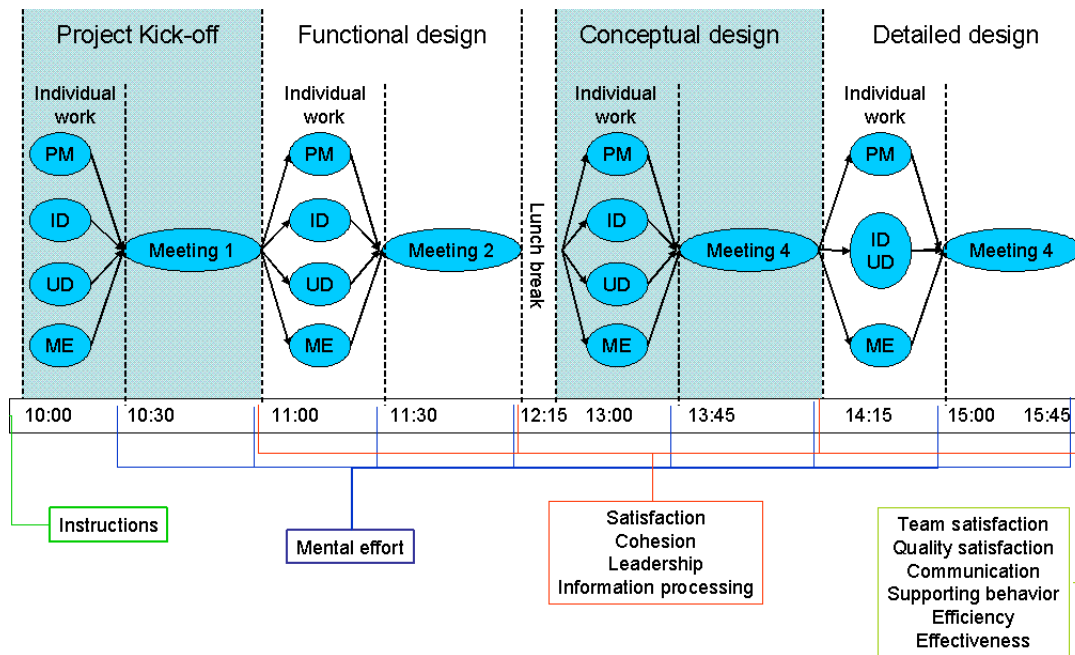 Project Kick-off
Functional design
Conceptual design
Detailed design
Individual
work
PM
ID
UD
ME
Meeting 1
Individual
work
PM
ID
UD
ME
Meeting 2
Lunch break
Individual
work
PM
ID
UD
ME
Meeting 4
Individual
work
PM
ID
UD
ME
Meeting 4
10:00
10:30
11:00
11:30
12:15
13:00
13:45
14:15
15:00
15:45
Instructions
Mental effort
Satisfaction
Cohesion
Leadership
Information processing
Team satisfaction
Quality satisfaction
Communication
Supporting behavior
Efficiency
Effectiveness